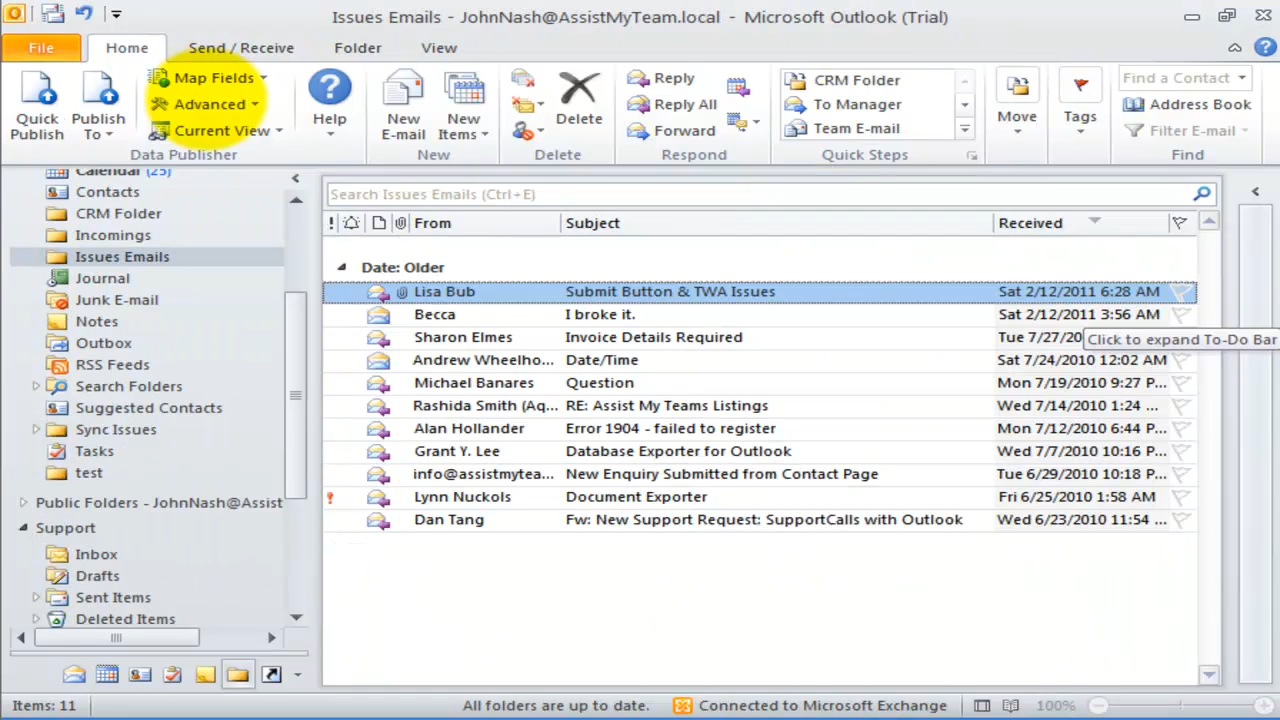 Issues Emails - JohnNash@AssistMyTeam.local - Microsoft Outlook (Trial)
File Home Send / Receive Folder View
Quick Publish
Publish To
Map Fields
Advanced
Current View
Help
New E-mail
New Items
Delete
Reply
Reply All
Forward
CRM Folder
To Manager
Team E-mail
Move
Tags
Find a Contact
Address Book
Filter E-mail
Data Publisher New Delete Respond Quick Steps Find
Calendar (25)
Contacts
CRM Folder
Incomings
Issues Emails
Journal
Junk E-mail
Notes
Outbox
RSS Feeds
Search Folders
Suggested Contacts
Sync Issues
Tasks
test
Public Folders - JohnNash@Assist
Support
Inbox
Drafts
Sent Items
Deleted Items
Search Issues Emails (Ctrl+E)
! From Subject Received
Date: Older
Lisa Bub Submit Button & TWA Issues Sat 2/12/2011 6:28 AM
Becca I broke it. Sat 2/12/2011 3:56 AM
Sharon Elmes Invoice Details Required Tue 7/27/20
Click to expand To-Do Bar
Andrew Wheelho... Date/Time Sat 7/24/2010 12:02 AM
Michael Banares Question Mon 7/19/2010 9:27 P...
Rashida Smith (Aq... RE: Assist My Teams Listings Wed 7/14/2010 1:24 ...
Alan Hollander Error 1904 - failed to register Mon 7/12/2010 6:44 P...
Grant Y. Lee Database Exporter for Outlook Wed 7/7/2010 10:16 P...
info@assistmytea... New Enquiry Submitted from Contact Page Tue 6/29/2010 10:18 P...
! Lynn Nuckols Document Exporter Fri 6/25/2010 1:58 AM
Dan Tang Fw: New Support Request: SupportCalls with Outlook Wed 6/23/2010 11:54 ...
Items: 11 All folders are up to date. Connected to Microsoft Exchange 100%